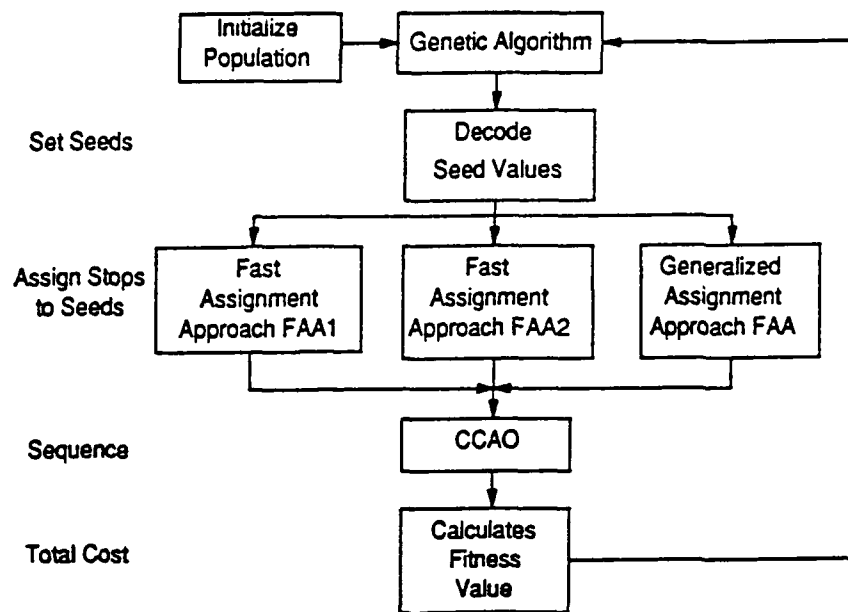 Initialize
Population
Genetic Algorithm
Set Seeds
Decode
Seed Values
Assign Stops
to Seeds
Fast
Assignment
Approach FAA1
Fast
Assignment
Approach FAA2
Generalized
Assignment
Approach FAA
Sequence
CCAO
Total Cost
Calculates
Fitness
Value